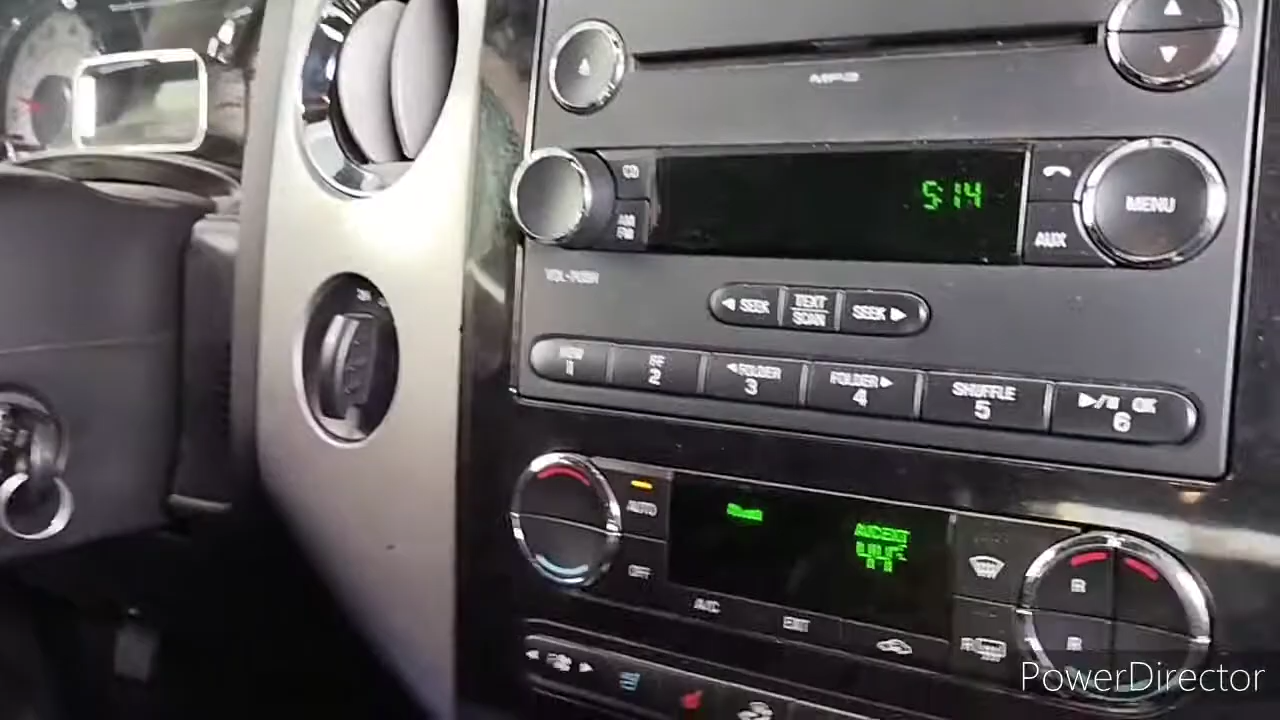 MP3
CD
5:14
AM
FM
MENU
AUX
VOL-PUSH
◀ SEEK
TEXT
SCAN
SEEK ▶
1
FF
2
◀FOLDER
3
FOLDER▶
4
SHUFFLE
5
▶/II OK
6
AUTO
OFF
A/C
EXT
R
R
R
PowerDirector